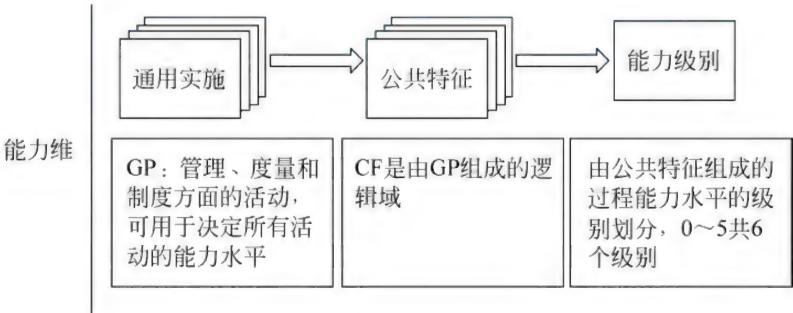 通用实施
公共特征
能力级别
能力维
GP：管理、度量和
制度方面的活动，
可用于决定所有活
动的能力水平
CF是由GP组成的逻
辑域
由公共特征组成的
过程能力水平的级
别划分，0～5共6
个级别